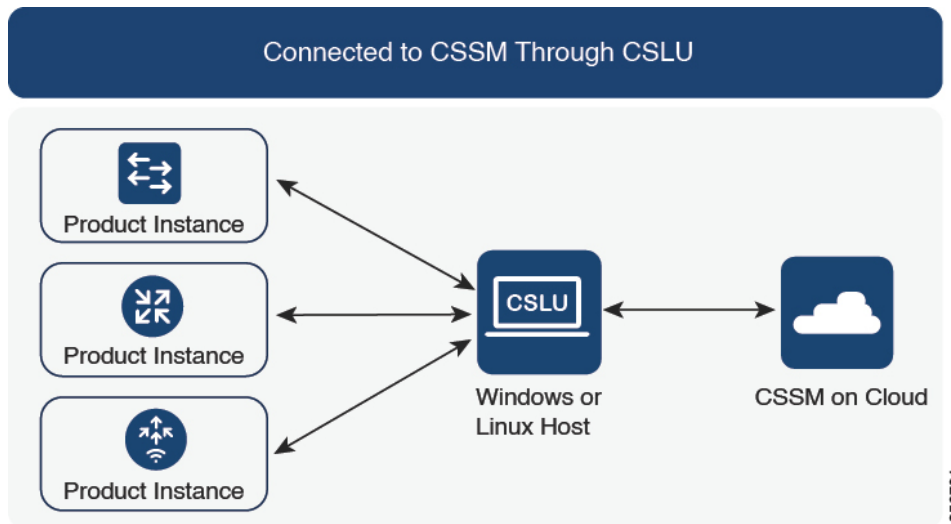 Connected to CSSM Through CSLU
Product Instance
Product Instance
Product Instance
CSLU
Windows or
Linux Host
CSSM on Cloud